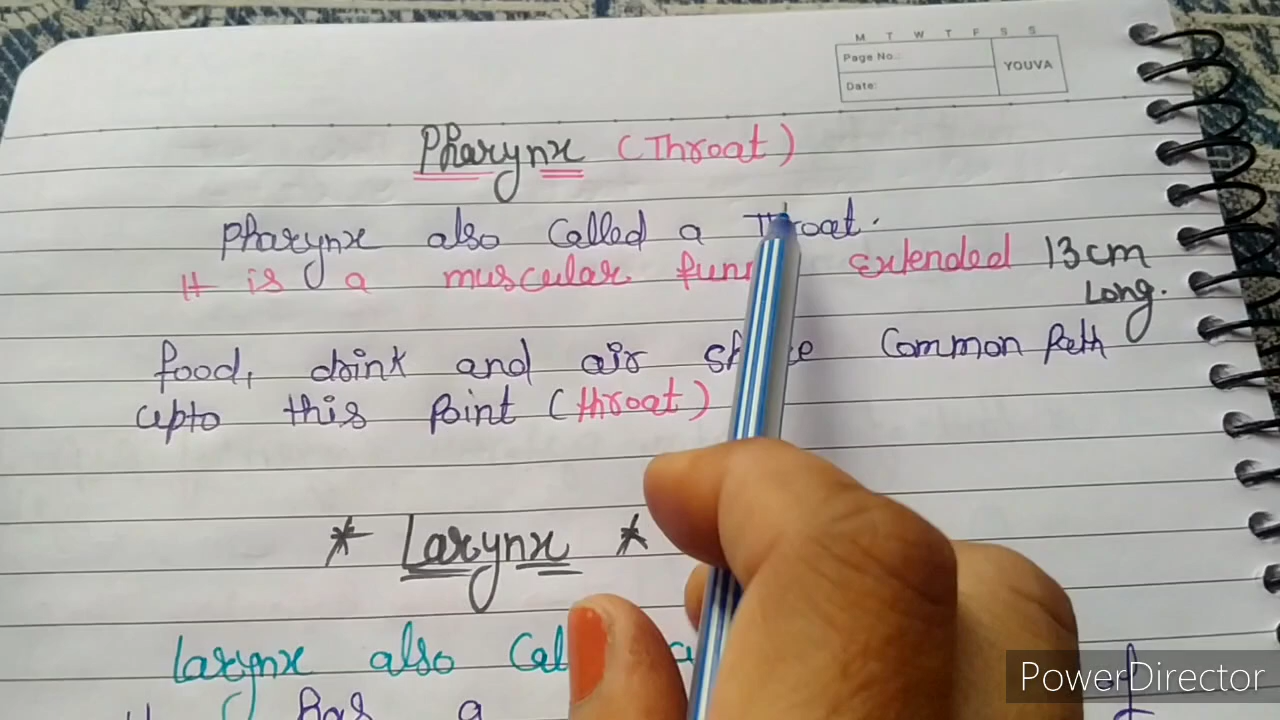 M T W T F S S
Page No.:
YOUVA
Date:
Pharynx (Throat)
Pharynx also called a Throat.
It is a muscular extended 13cm
Long.
food, drink and air common Path
upto this Point (throat)
* Larynx *
Larynx also
Has a
PowerDirector